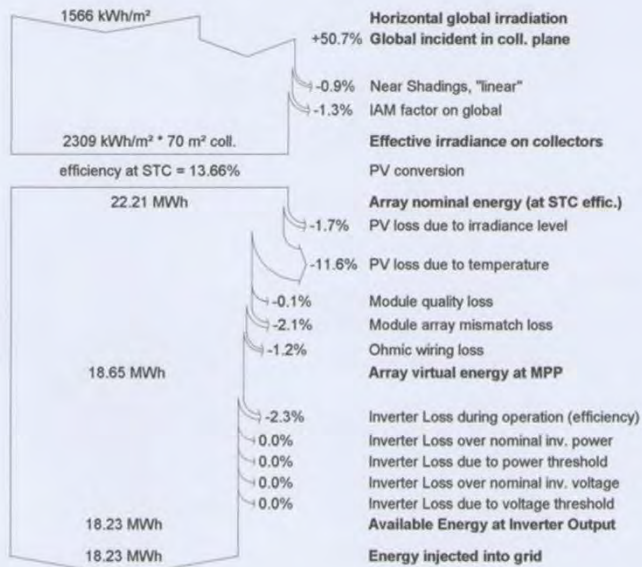 1566 kWh/m² Horizontal global irradiation
+50.7% Global incident in coll. plane
-0.9% Near Shadings, "linear"
-1.3% IAM factor on global
2309 kWh/m² * 70 m² coll. Effective irradiance on collectors
efficiency at STC = 13.66% PV conversion
22.21 MWh Array nominal energy (at STC effic.)
-1.7% PV loss due to irradiance level
-11.6% PV loss due to temperature
-0.1% Module quality loss
-2.1% Module array mismatch loss
-1.2% Ohmic wiring loss
18.65 MWh Array virtual energy at MPP
-2.3% Inverter Loss during operation (efficiency)
0.0% Inverter Loss over nominal inv. power
0.0% Inverter Loss due to power threshold
0.0% Inverter Loss over nominal inv. voltage
0.0% Inverter Loss due to voltage threshold
18.23 MWh Available Energy at Inverter Output
18.23 MWh Energy injected into grid